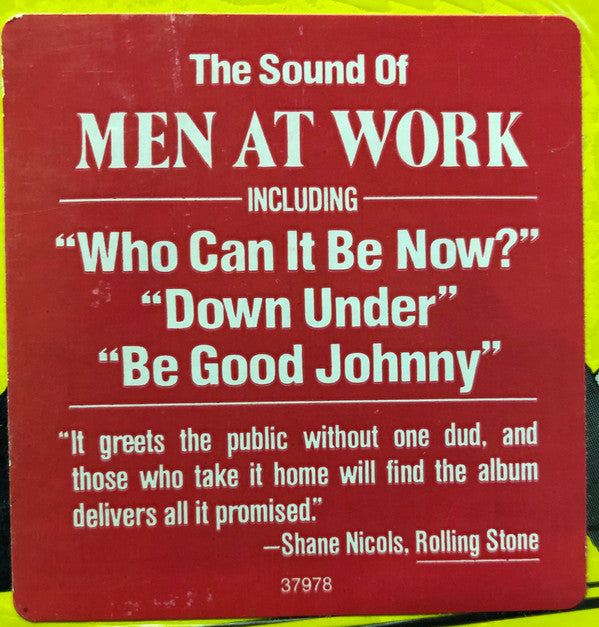 The Sound Of
MEN AT WORK
INCLUDING
“Who Can It Be Now?”
“Down Under”
“Be Good Johnny”
“It greets the public without one dud, and
those who take it home will find the album
delivers all it promised.”
—Shane Nicols, Rolling Stone
37978